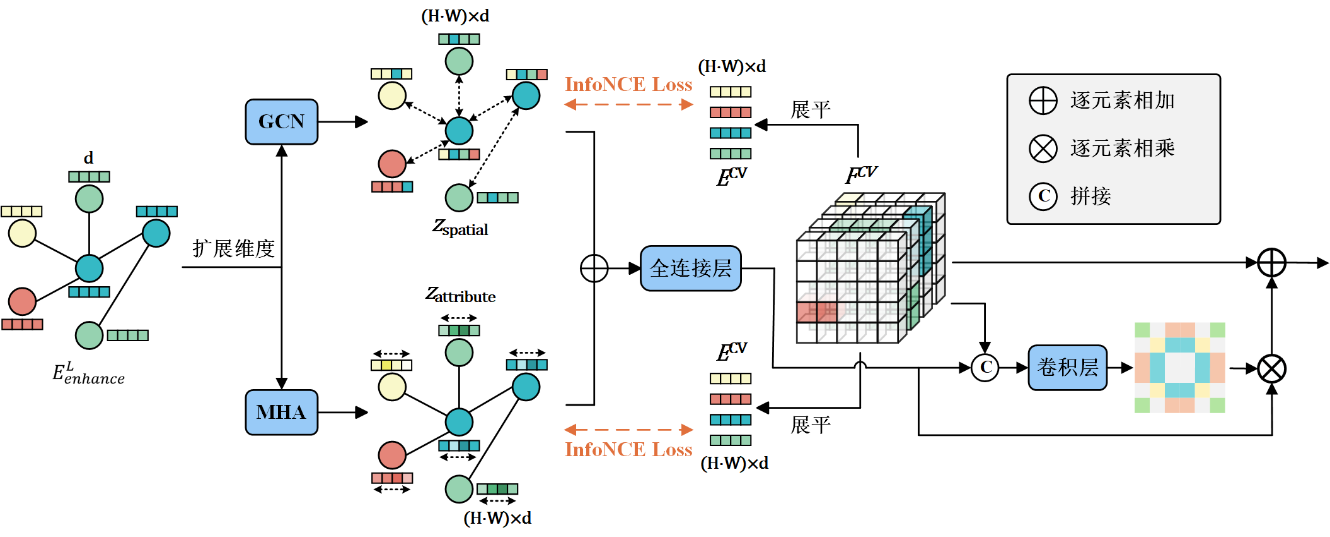 (H·W)×d
InfoNCE Loss
(H·W)×d
GCN
展平
E^CV
F^CV
逐元素相加
逐元素相乘
C 拼接
d
z_spatial
扩展维度
E^L_enhance
全连接层
z_attribute
E^CV
C
卷积层
MHA
展平
InfoNCE Loss
(H·W)×d
(H·W)×d